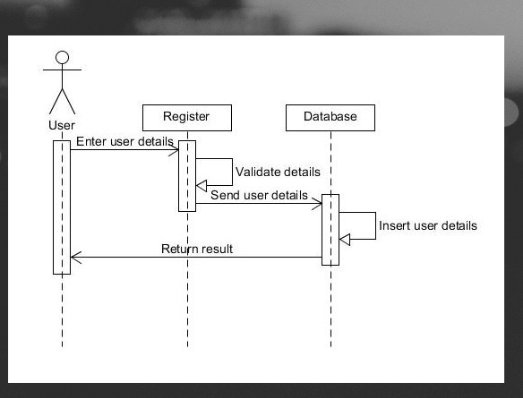 User
Register
Database
Enter user details
Validate details
Send user details
Insert user details
Return result